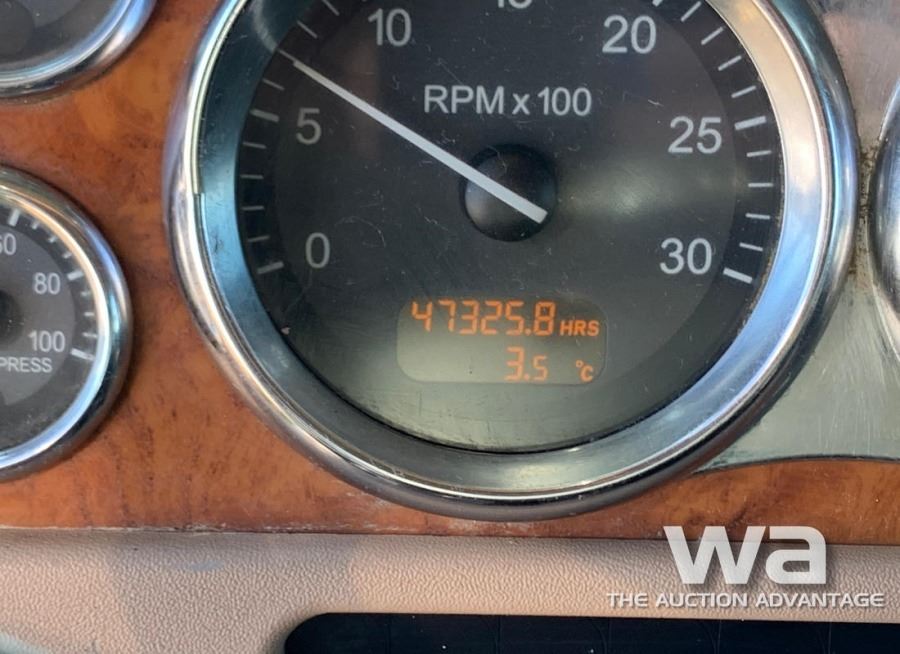 10
20
RPM x 100
5
25
0
30
80
100
PRESS
47325.8 HRS
3.5 °C
wa
THE AUCTION ADVANTAGE